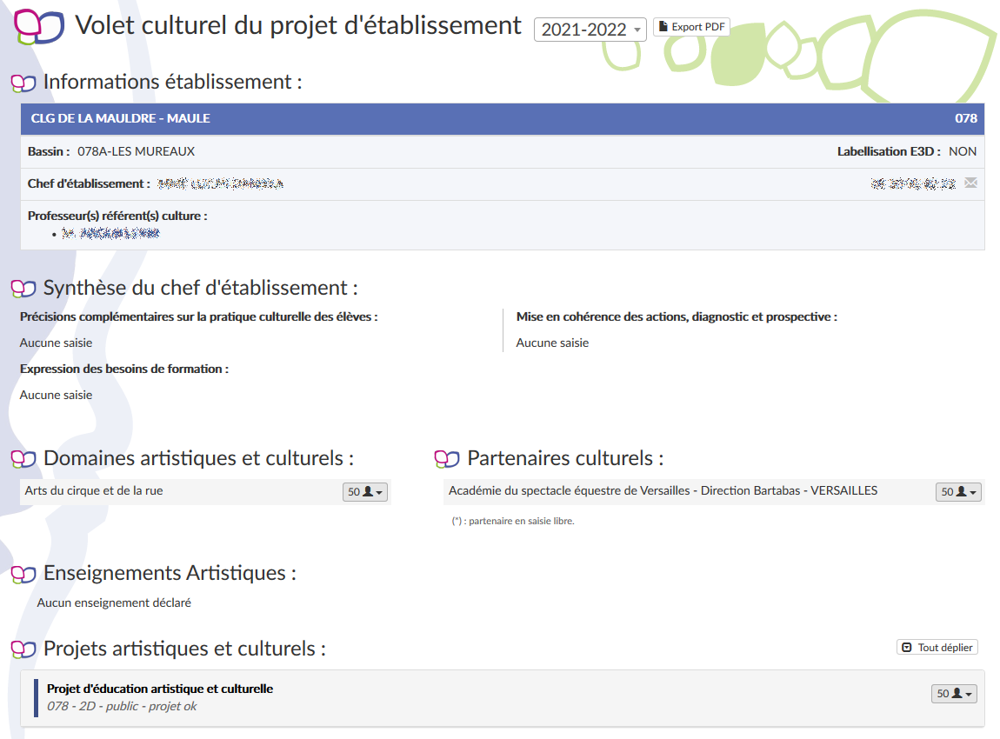 Volet culturel du projet d'établissement 2021-2022 Export PDF
Informations établissement :
CLG DE LA MAULDRE - MAULE 078
Bassin : 078A-LES MUREAUX Labellisation E3D : NON
Chef d'établissement :
Professeur(s) référent(s) culture :
Synthèse du chef d'établissement :
Précisions complémentaires sur la pratique culturelle des élèves : Mise en cohérence des actions, diagnostic et prospective :
Aucune saisie Aucune saisie
Expression des besoins de formation :
Aucune saisie
Domaines artistiques et culturels : Partenaires culturels :
Arts du cirque et de la rue 50 Académie du spectacle équestre de Versailles - Direction Bartabas - VERSAILLES 50
(*) : partenaire en saisie libre.
Enseignements Artistiques :
Aucun enseignement déclaré
Projets artistiques et culturels : Tout déplier
Projet d'éducation artistique et culturelle 50
078 - 2D - public - projet ok